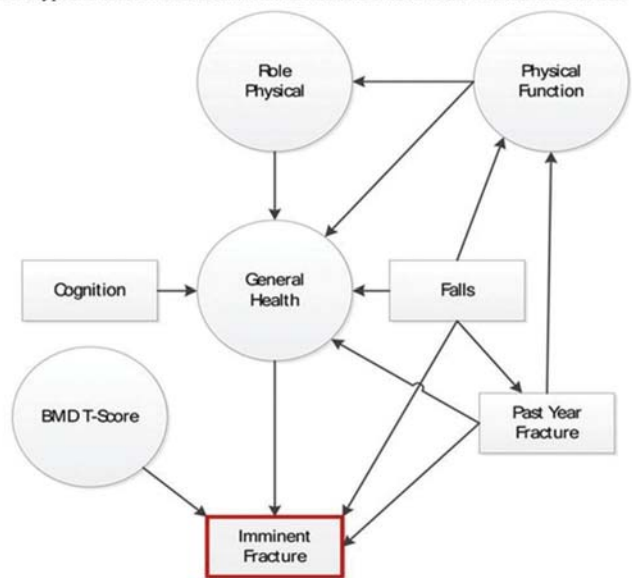 Role
Physical
Physical
Function
Cognition
General
Health
Falls
BMD T-Score
Past Year
Fracture
Imminent
Fracture